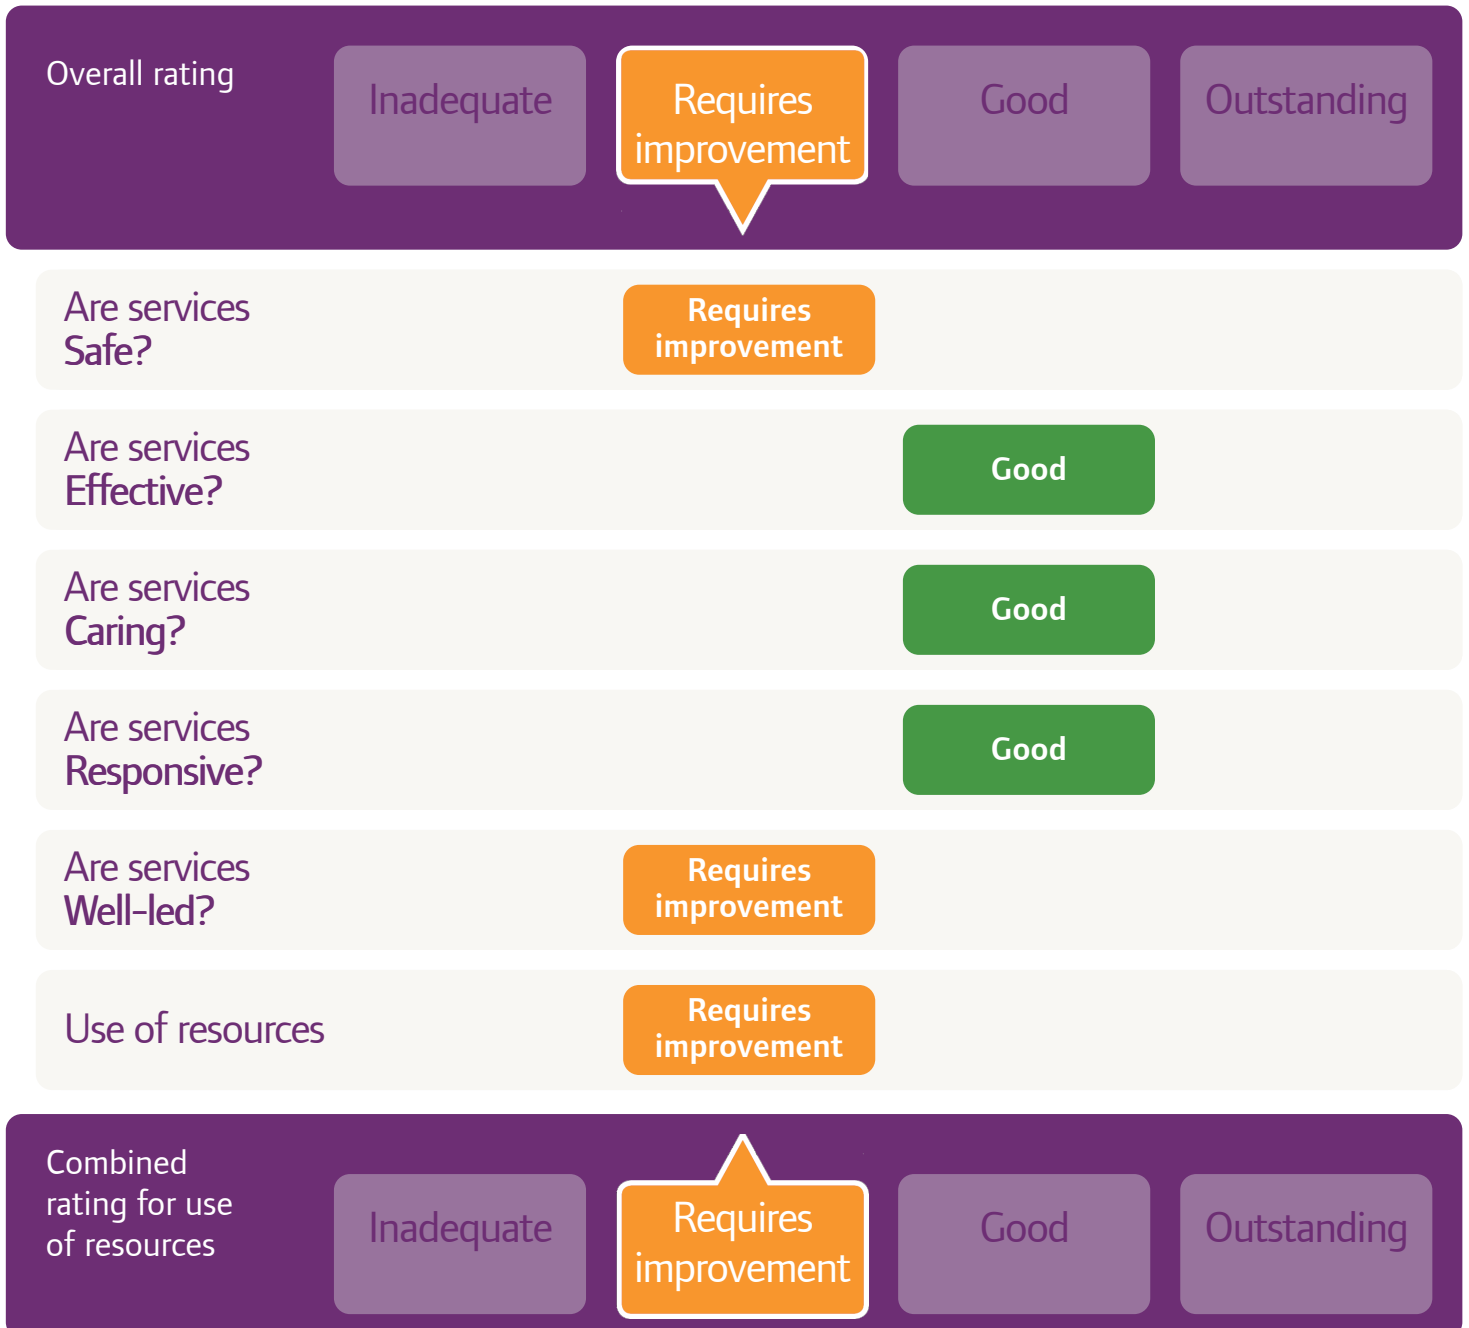 Overall rating
Inadequate
Requires
improvement
Good
Outstanding
Are services
Safe?
Requires
improvement
Are services
Effective?
Good
Are services
Caring?
Good
Are services
Responsive?
Good
Are services
Well-led?
Requires
improvement
Use of resources
Requires
improvement
Combined
rating for use
of resources
Inadequate
Requires
improvement
Good
Outstanding